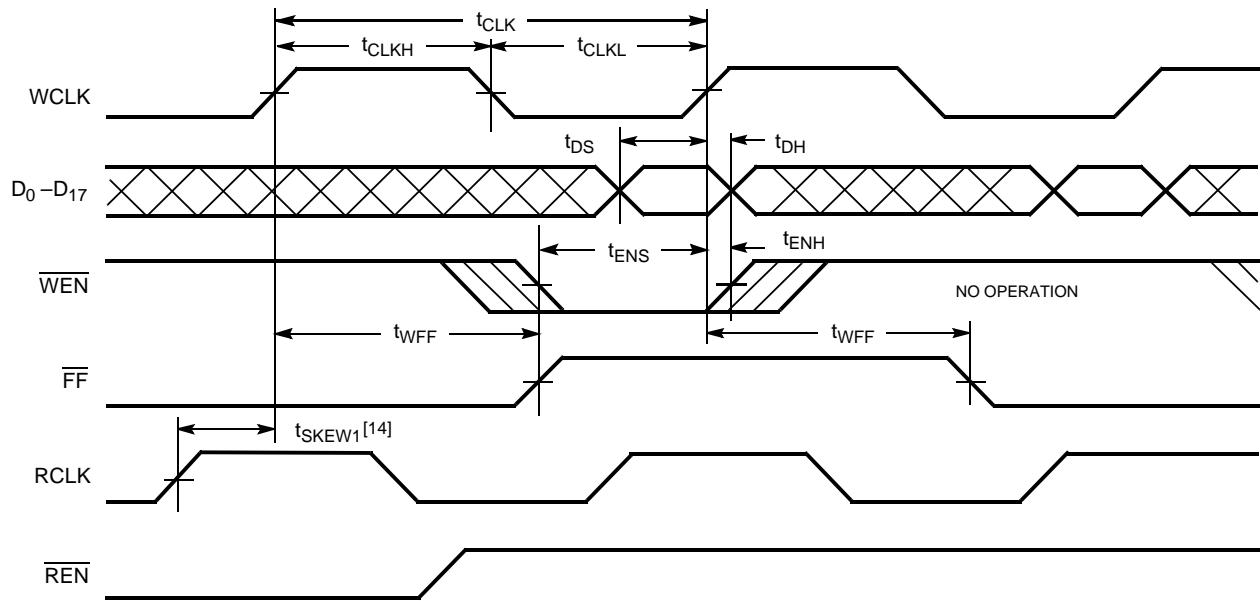 tCLK
tCLKH
tCLKL
WCLK
tDS
tDH
D0 –D17
tENS
tENH
WEN
NO OPERATION
tWFF
tWFF
FF
tSKEW1[14]
RCLK
REN